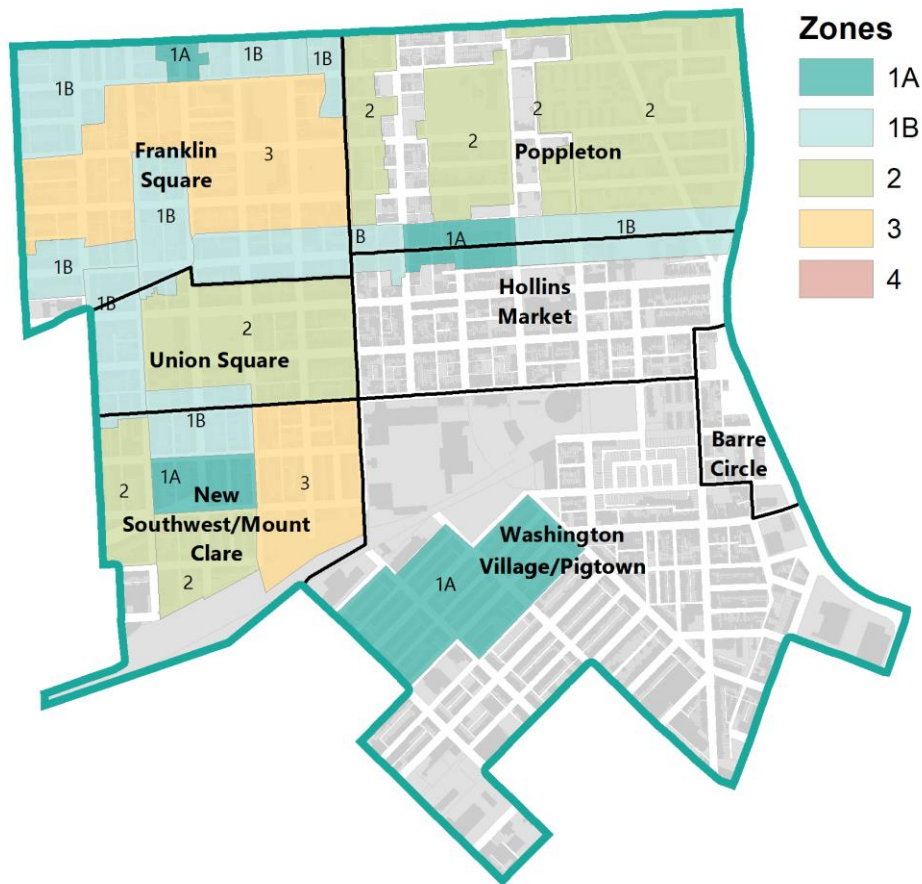 Zones
1A
1B
2
3
4
1A
1B
1B
1B
2
2
2
2
3
Franklin
Square
Poppleton
1B
B
1A
1B
1B
Hollins
Market
1B
2
Union Square
1B
1A
2
3
New
Southwest/Mount
Clare
2
Barre
Circle
Washington
Village/Pigtown
1A